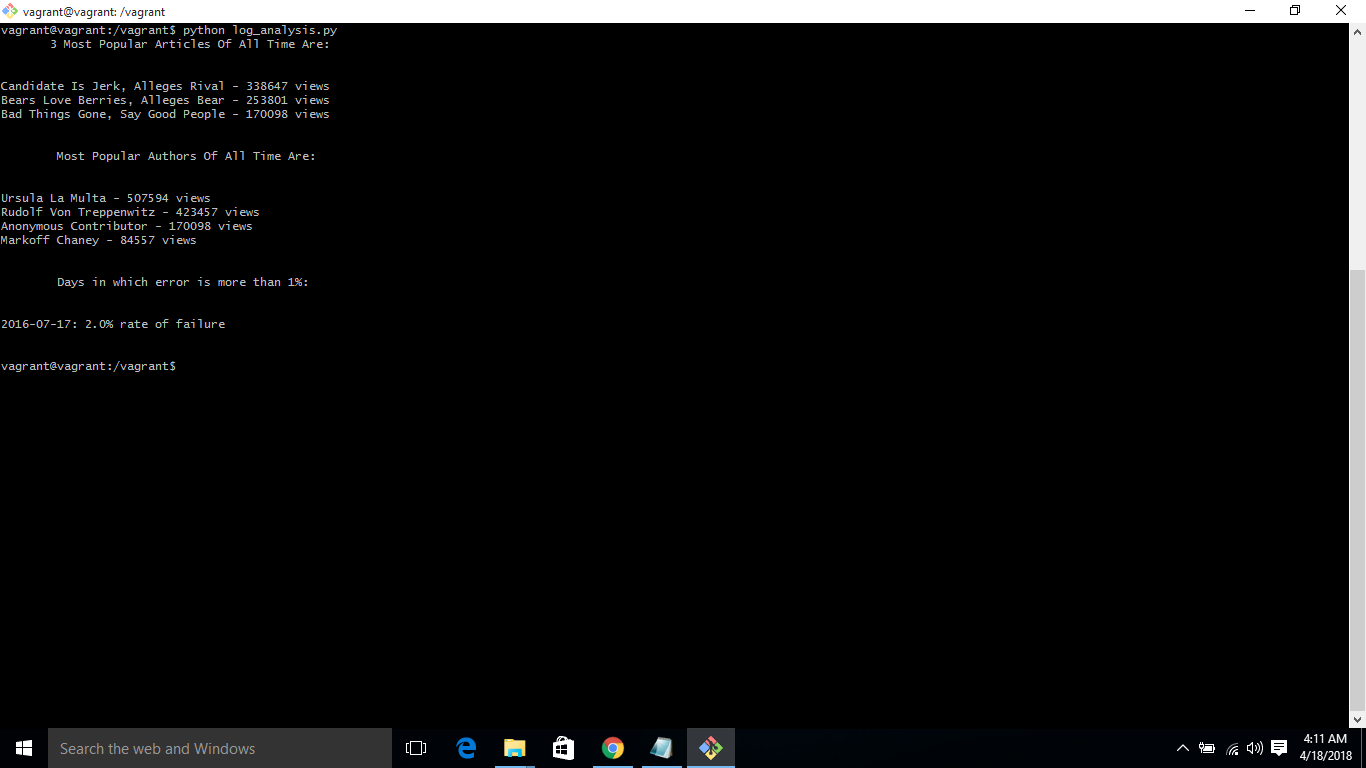 vagrant@vagrant: /vagrant
vagrant@vagrant:/vagrant$ python log_analysis.py
3 Most Popular Articles Of All Time Are:
Candidate Is Jerk, Alleges Rival - 338647 views
Bears Love Berries, Alleges Bear - 253801 views
Bad Things Gone, Say Good People - 170098 views
Most Popular Authors Of All Time Are:
Ursula La Multa - 507594 views
Rudolf Von Treppenwitz - 423457 views
Anonymous Contributor - 170098 views
Markoff Chaney - 84557 views
Days in which error is more than 1%:
2016-07-17: 2.0% rate of failure
vagrant@vagrant:/vagrant$
Search the web and Windows
4:11 AM
4/18/2018